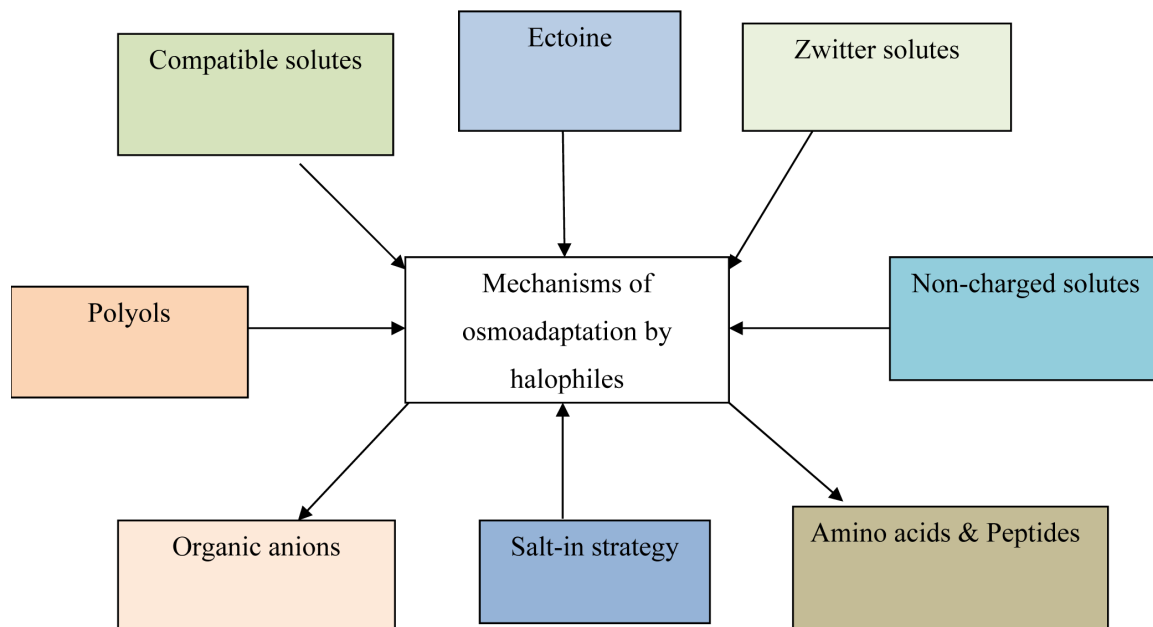 Compatible solutes
Ectoine
Zwitter solutes
Polyols
Mechanisms of
osmoadaptation by
halophiles
Non-charged solutes
Organic anions
Salt-in strategy
Amino acids & Peptides